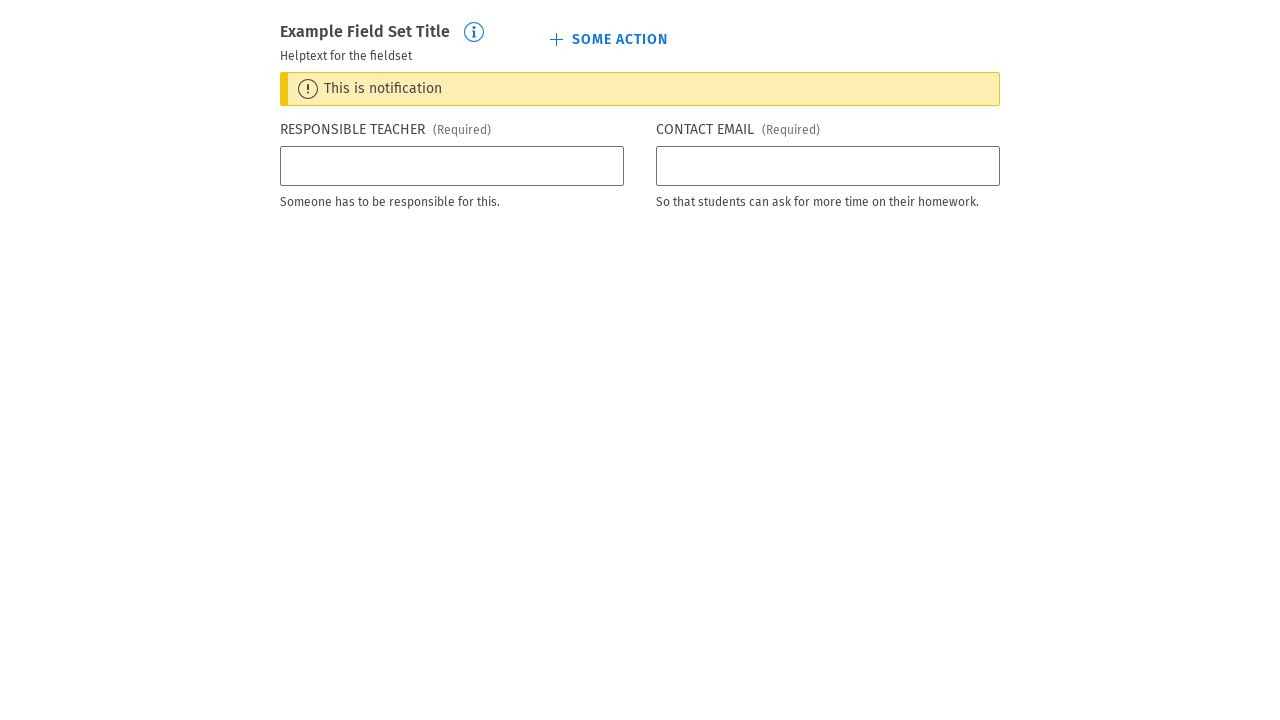 Example Field Set Title
SOME ACTION
Helptext for the fieldset
This is notification
RESPONSIBLE TEACHER (Required)
Someone has to be responsible for this.
CONTACT EMAIL (Required)
So that students can ask for more time on their homework.